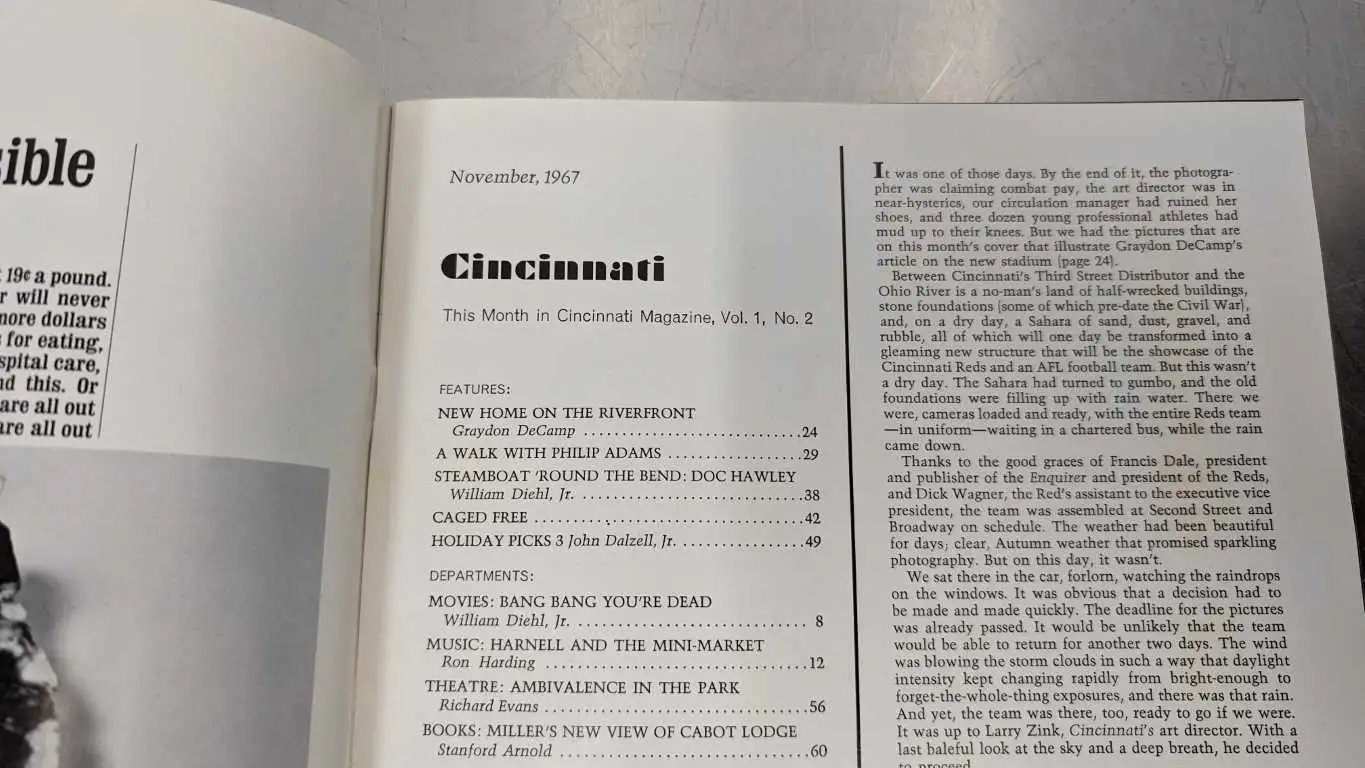 sible
19¢ a pound.
r will never
more dollars
for eating,
spital care,
nd this. Or
are all out
are all out
November, 1967
Cincinnati
This Month in Cincinnati Magazine, Vol. 1, No. 2
FEATURES:
NEW HOME ON THE RIVERFRONT
Graydon DeCamp ............................24
A WALK WITH PHILIP ADAMS ..................29
STEAMBOAT 'ROUND THE BEND: DOC HAWLEY
William Diehl, Jr. .............................38
CAGED FREE ...................................42
HOLIDAY PICKS 3 John Dalzell, Jr. ................49
DEPARTMENTS:
MOVIES: BANG BANG YOU'RE DEAD
William Diehl, Jr. .............................. 8
MUSIC: HARNELL AND THE MINI-MARKET
Ron Harding ..................................12
THEATRE: AMBIVALENCE IN THE PARK
Richard Evans ..................................56
BOOKS: MILLER'S NEW VIEW OF CABOT LODGE
Stanford Arnold ................................60
It was one of those days. By the end of it, the photogra-
pher was claiming combat pay, the art director was in
near-hysterics, our circulation manager had ruined her
shoes, and three dozen young professional athletes had
mud up to their knees. But we had the pictures that are
on this month's cover that illustrate Graydon DeCamp's
article on the new stadium (page 24).
Between Cincinnati's Third Street Distributor and the
Ohio River is a no-man's land of half-wrecked buildings,
stone foundations (some of which pre-date the Civil War),
and, on a dry day, a Sahara of sand, dust, gravel, and
rubble, all of which will one day be transformed into a
gleaming new structure that will be the showcase of the
Cincinnati Reds and an AFL football team. But this wasn't
a dry day. The Sahara had turned to gumbo, and the old
foundations were filling up with rain water. There we
were, cameras loaded and ready, with the entire Reds team
—in uniform—waiting in a chartered bus, while the rain
came down.
Thanks to the good graces of Francis Dale, president
and publisher of the Enquirer and president of the Reds,
and Dick Wagner, the Red's assistant to the executive vice
president, the team was assembled at Second Street and
Broadway on schedule. The weather had been beautiful
for days; clear, Autumn weather that promised sparkling
photography. But on this day, it wasn't.
We sat there in the car, forlorn, watching the raindrops
on the windows. It was obvious that a decision had to
be made and made quickly. The deadline for the pictures
was already passed. It would be unlikely that the team
would be able to return for another two days. The wind
was blowing the storm clouds in such a way that daylight
intensity kept changing rapidly from bright-enough to
forget-the-whole-thing exposures, and there was that rain.
And yet, the team was there, too, ready to go if we were.
It was up to Larry Zink, Cincinnati's art director. With a
last baleful look at the sky and a deep breath, he decided
to proceed